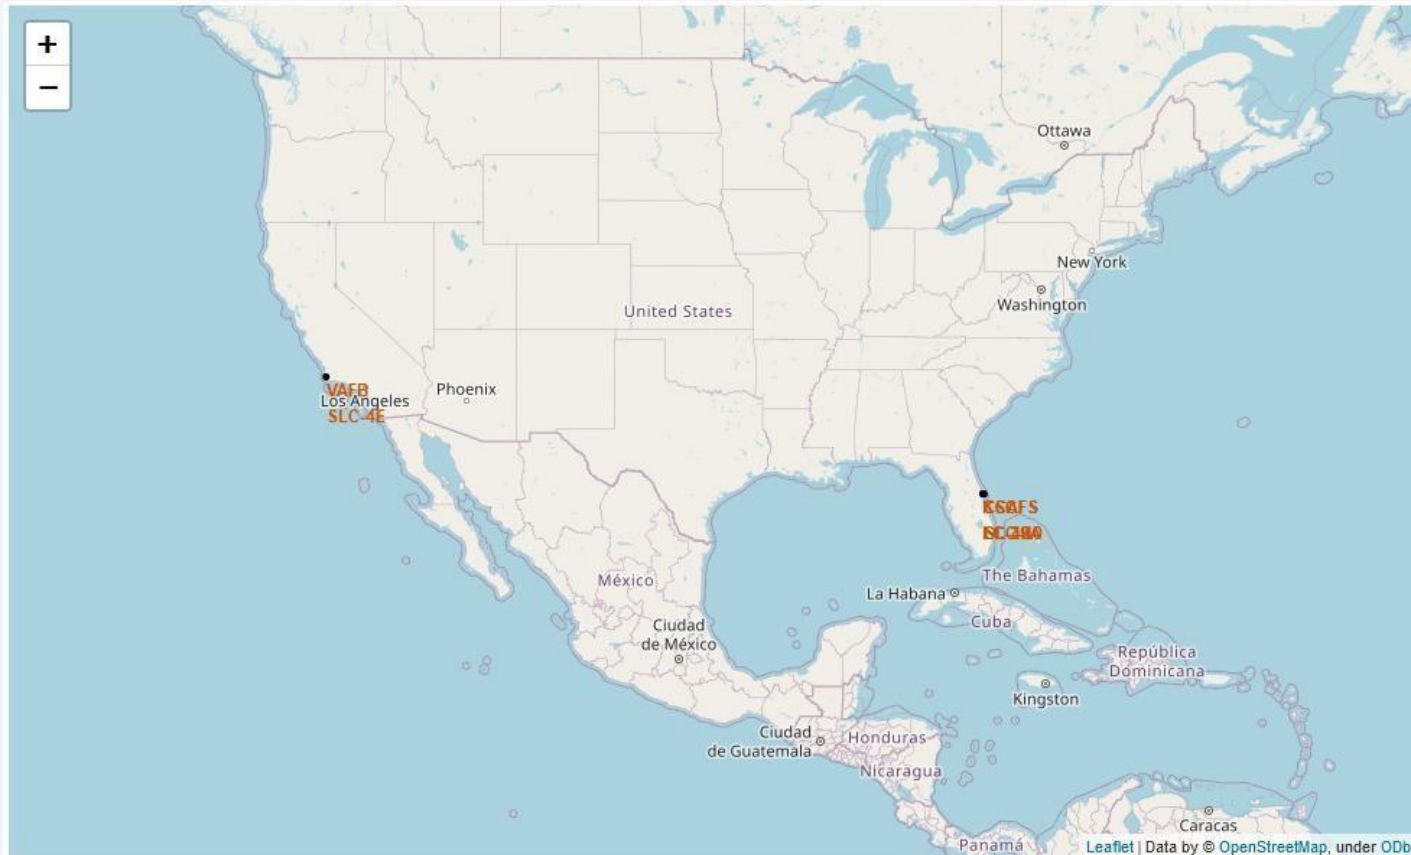 +
−
Ottawa
New York
Washington
United States
VAFB
Los Angeles
SLC-4E
Phoenix
The Bahamas
México
La Habana
Cuba
Ciudad
de México
República
Dominicana
Kingston
Ciudad
de Guatemala
Honduras
Nicaragua
Caracas
Panamá
Leaflet | Data by © OpenStreetMap, under ODb